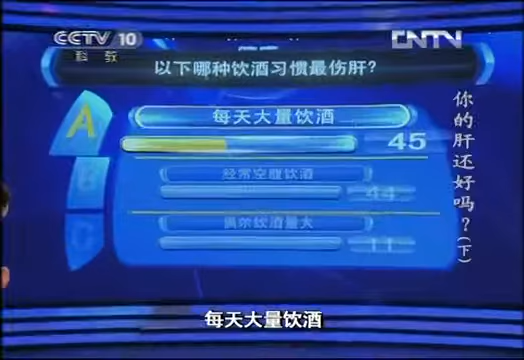 CCTV 10
科教
CNTV
以下哪种饮酒习惯最伤肝？
A
每天大量饮酒
45
B
经常空腹饮酒
44
C
偶尔饮酒量大
11
你的肝还好吗？（下）
每天大量饮酒